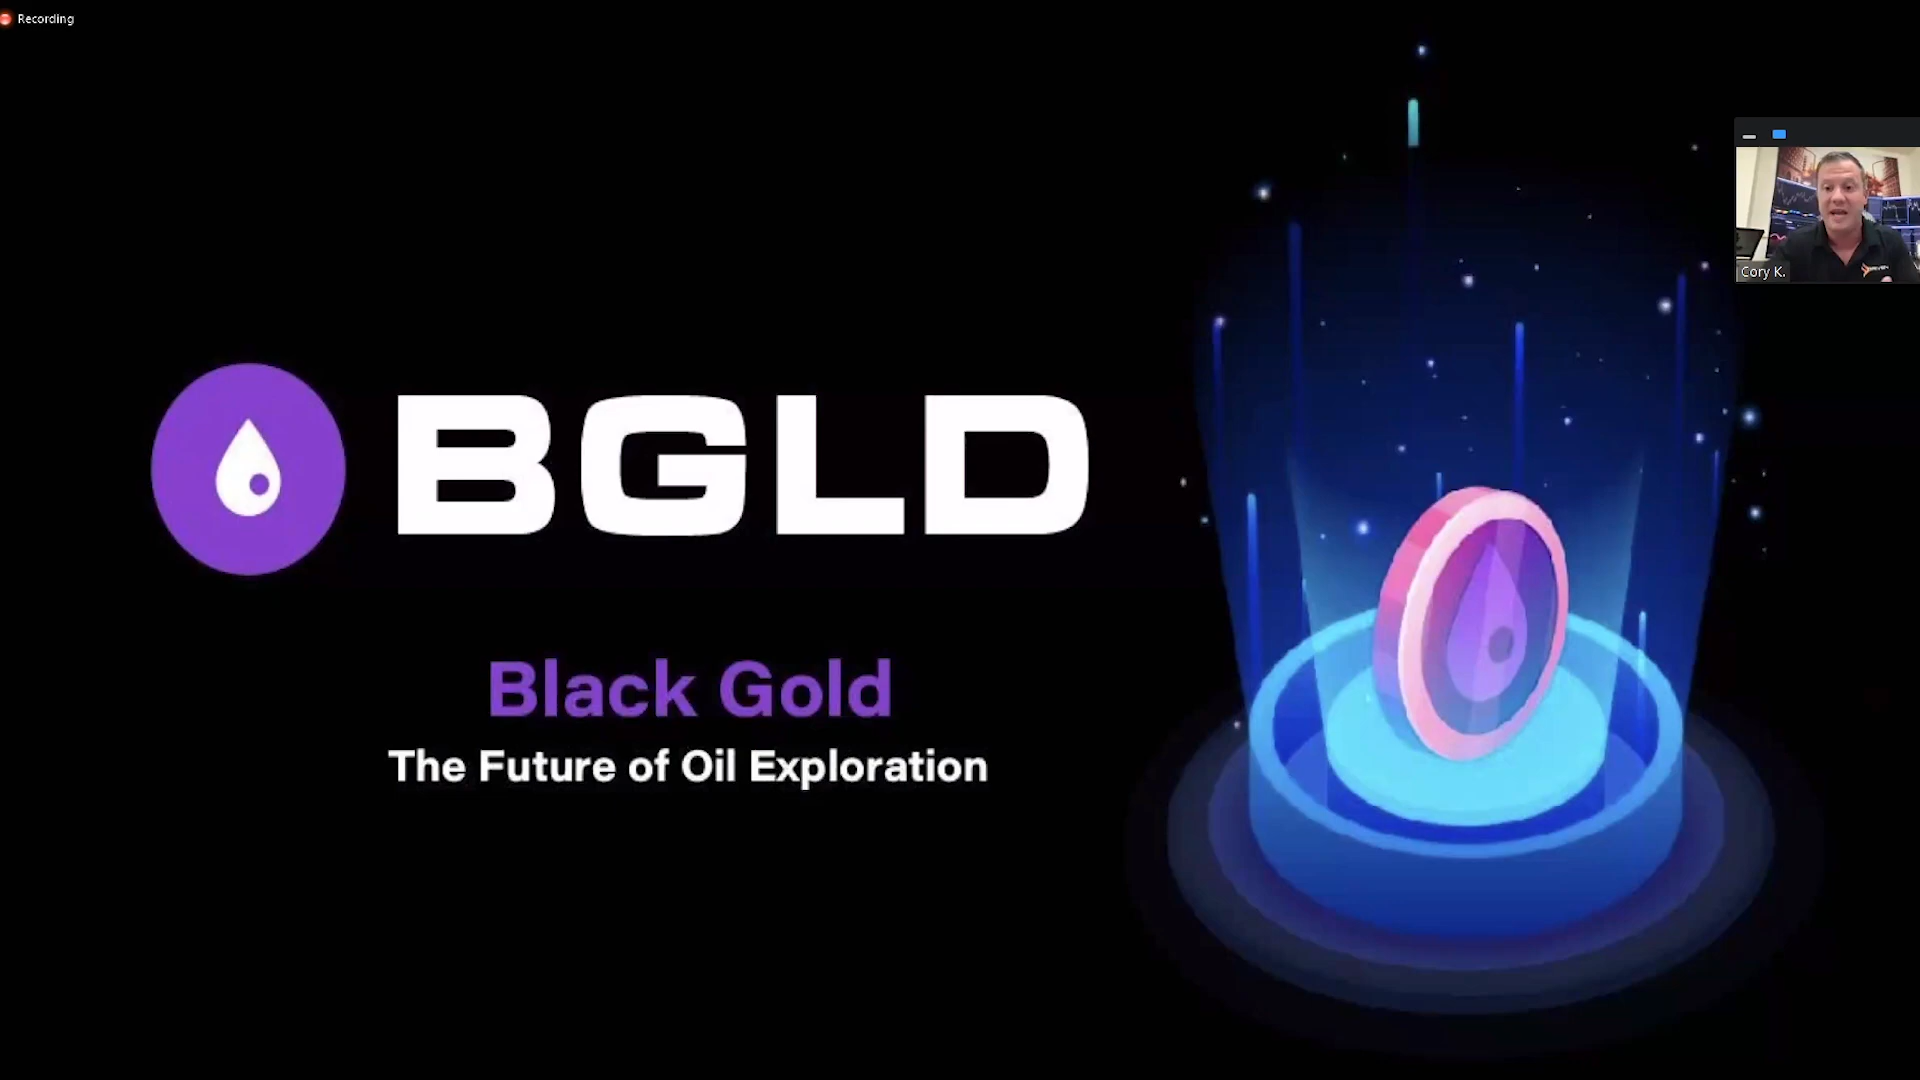 Recording
BGLD
Black Gold
The Future of Oil Exploration
Cory K.